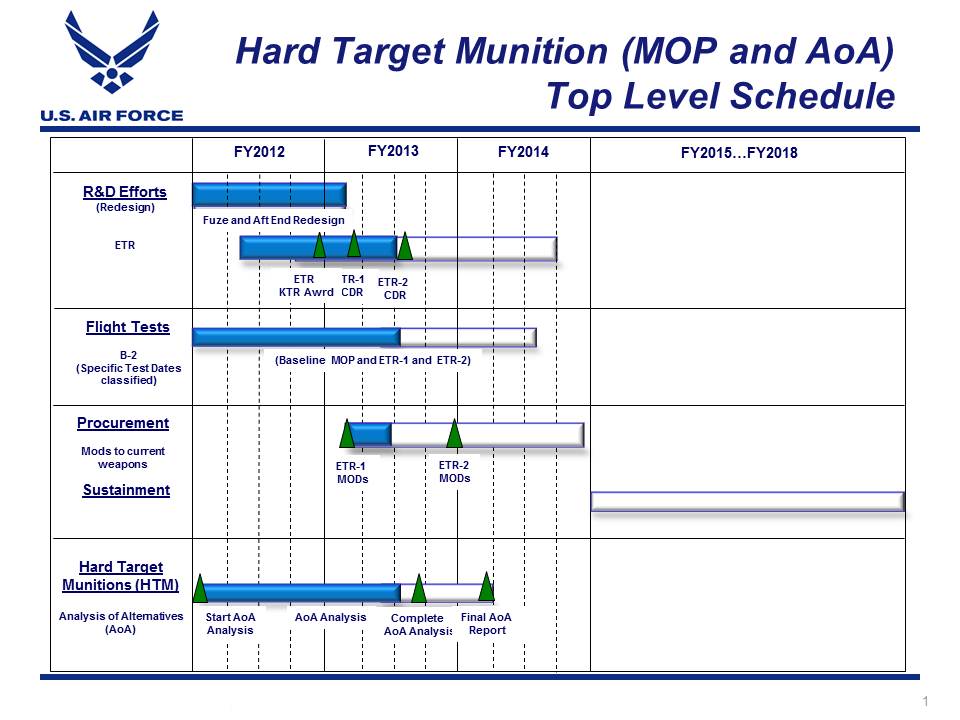 Hard Target Munition (MOP and AoA)
Top Level Schedule
U.S. AIR FORCE
FY2012
FY2013
FY2014
FY2015…FY2018
R&D Efforts
(Redesign)
Fuze and Aft End Redesign
ETR
ETR
KTR Awrd
TR-1
CDR
ETR-2
CDR
Flight Tests
B-2
(Specific Test Dates
classified)
(Baseline MOP and ETR-1 and ETR-2)
Procurement
Mods to current
weapons
ETR-1
MODs
ETR-2
MODs
Sustainment
Hard Target
Munitions (HTM)
Analysis of Alternatives
(AoA)
Start AoA
Analysis
AoA Analysis
Complete
AoA Analysis
Final AoA
Report
1